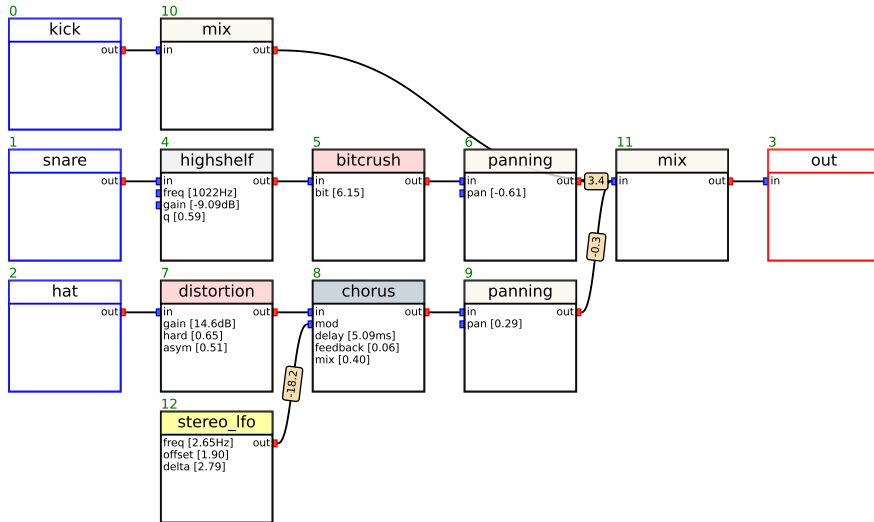 0
kick
out
10
mix
in out
1
snare
out
4
highshelf
in out
freq [1022Hz]
gain [-9.09dB]
q [0.59]
5
bitcrush
in out
bit [6.15]
6
panning
in out
pan [-0.61]
3.4
11
mix
in out
3
out
in
-0.3
2
hat
out
7
distortion
in out
gain [14.6dB]
hard [0.65]
asym [0.51]
8
chorus
in out
mod
delay [5.09ms]
feedback [0.06]
mix [0.40]
9
panning
in out
pan [0.29]
-18.2
12
stereo_lfo
freq [2.65Hz] out
offset [1.90]
delta [2.79]